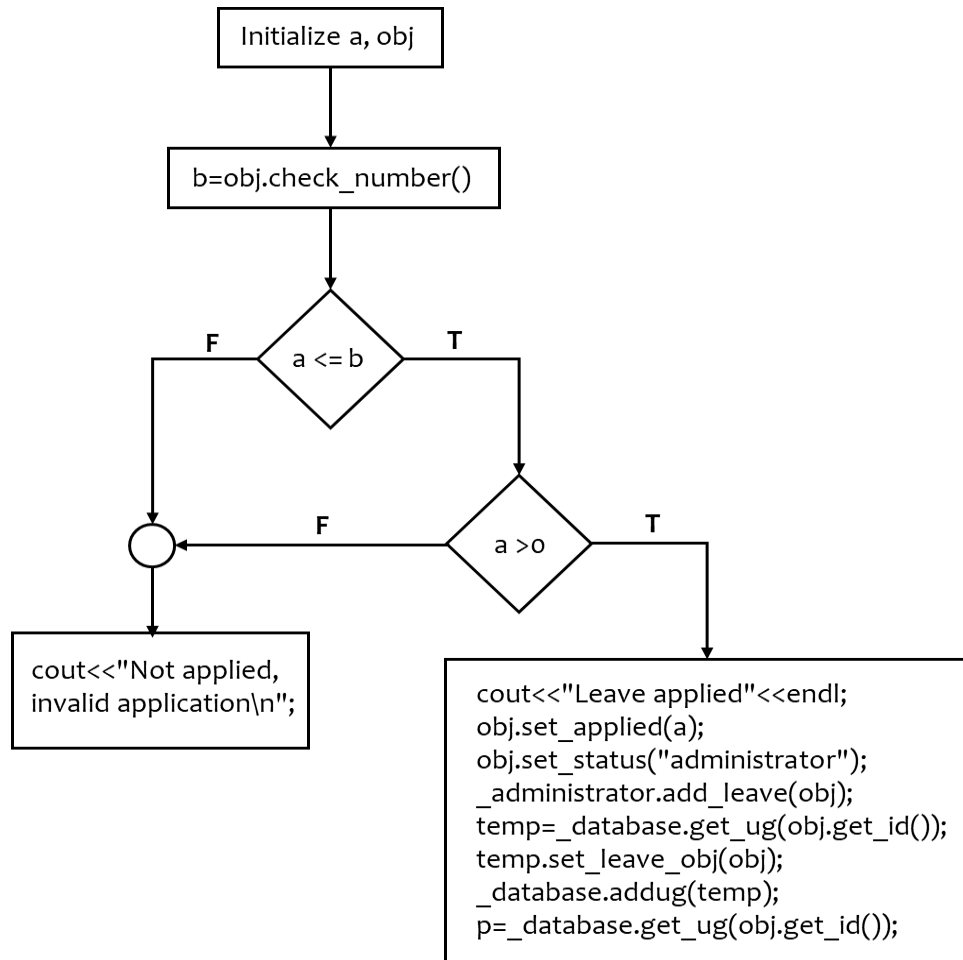 Initialize a, obj
b=obj.check_number()
F
T
a <= b
F
T
a >0
cout<<"Not applied,
invalid application\n";
cout<<"Leave applied"<<endl;
obj.set_applied(a);
obj.set_status("administrator");
_administrator.add_leave(obj);
temp=_database.get_ug(obj.get_id());
temp.set_leave_obj(obj);
_database.addug(temp);
p=_database.get_ug(obj.get_id());